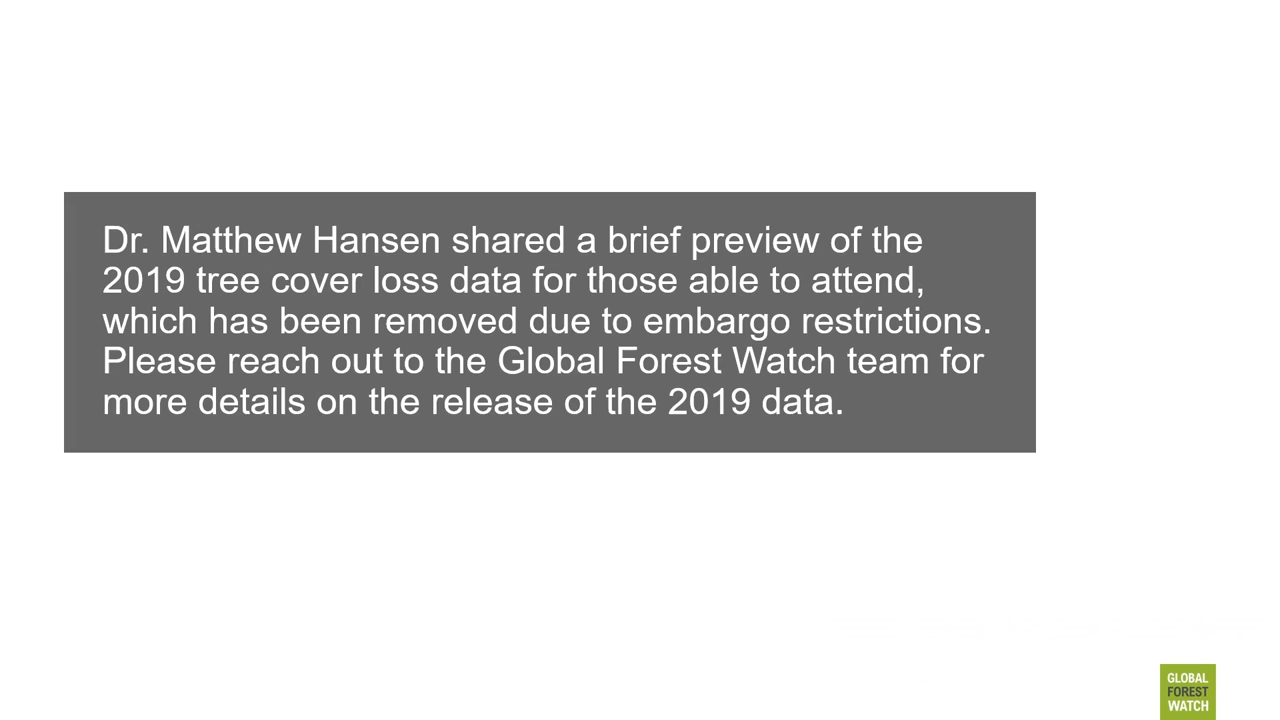 Dr. Matthew Hansen shared a brief preview of the
2019 tree cover loss data for those able to attend,
which has been removed due to embargo restrictions.
Please reach out to the Global Forest Watch team for
more details on the release of the 2019 data.
GLOBAL
FOREST
WATCH